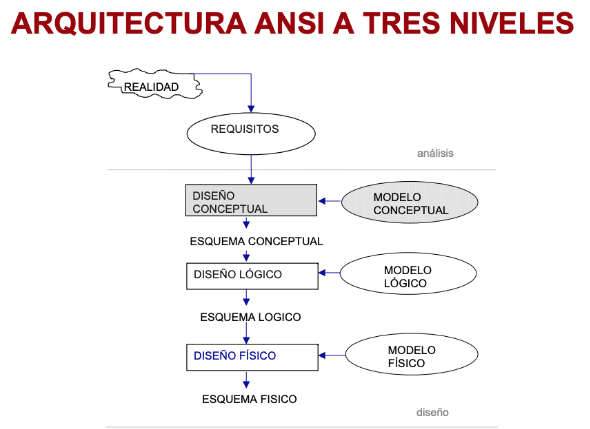 ARQUITECTURA ANSI A TRES NIVELES
REALIDAD
REQUISITOS
análisis
DISEÑO
CONCEPTUAL
MODELO
CONCEPTUAL
ESQUEMA CONCEPTUAL
DISEÑO LÓGICO
MODELO
LÓGICO
ESQUEMA LOGICO
DISEÑO FÍSICO
MODELO
FÍSICO
ESQUEMA FISICO
diseño